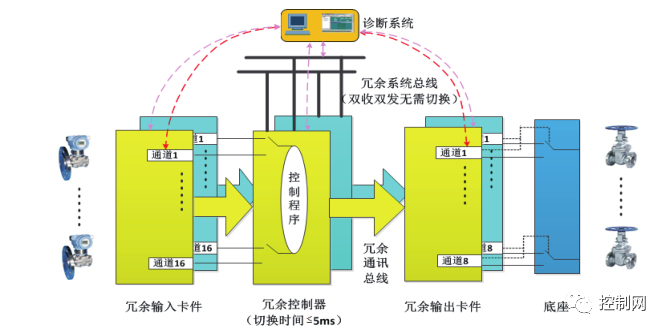 诊断系统
冗余系统总线
（双收双发无需切换）
1
通道1
1
通道1
控制程序
16
通道16
冗余通讯总线
道8
通道8
冗余输入卡件
冗余控制器
（切换时间≦5ms）
冗余输出卡件
底座
控制网